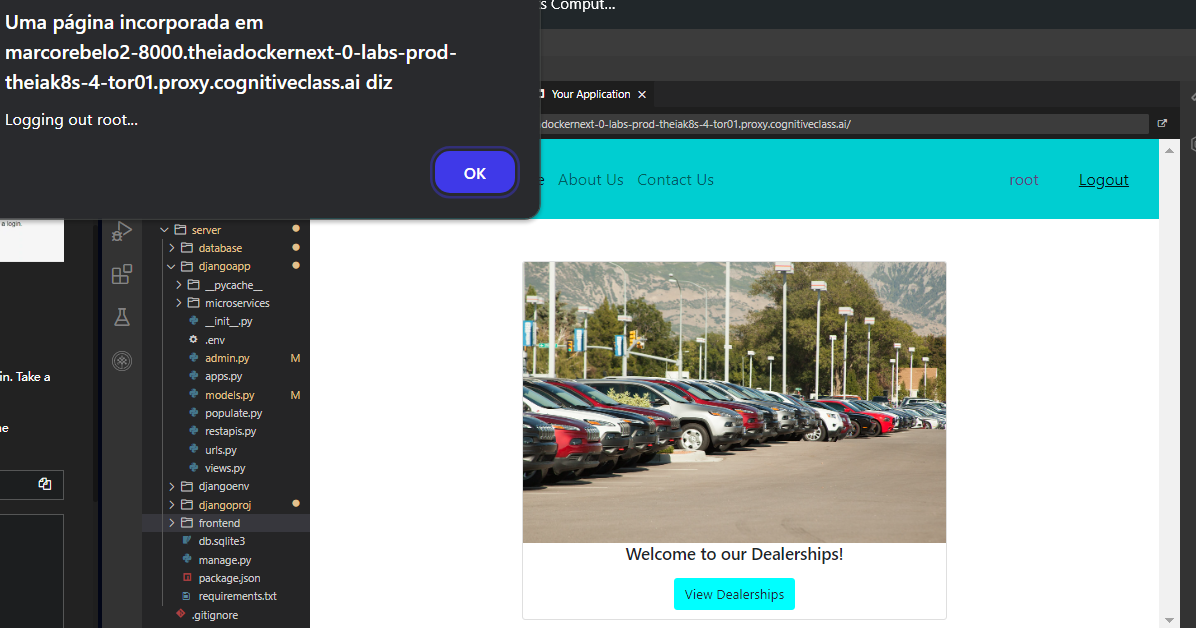 s Comput...
Uma página incorporada em
marcorebelo2-8000.theiadockernext-0-labs-prod-
theiak8s-4-tor01.proxy.cognitiveclass.ai diz
Logging out root...
OK
Your Application
dockernext-0-labs-prod-theiak8s-4-tor01.proxy.cognitiveclass.ai/
e About Us Contact Us root Logout
a login.
in. Take a
e
server
database
djangoapp
__pycache__
microservices
__init__.py
.env
admin.py M
apps.py
models.py M
populate.py
restapis.py
urls.py
views.py
djangoenv
djangoproj
frontend
db.sqlite3
manage.py
package.json
requirements.txt
.gitignore
Welcome to our Dealerships!
View Dealerships